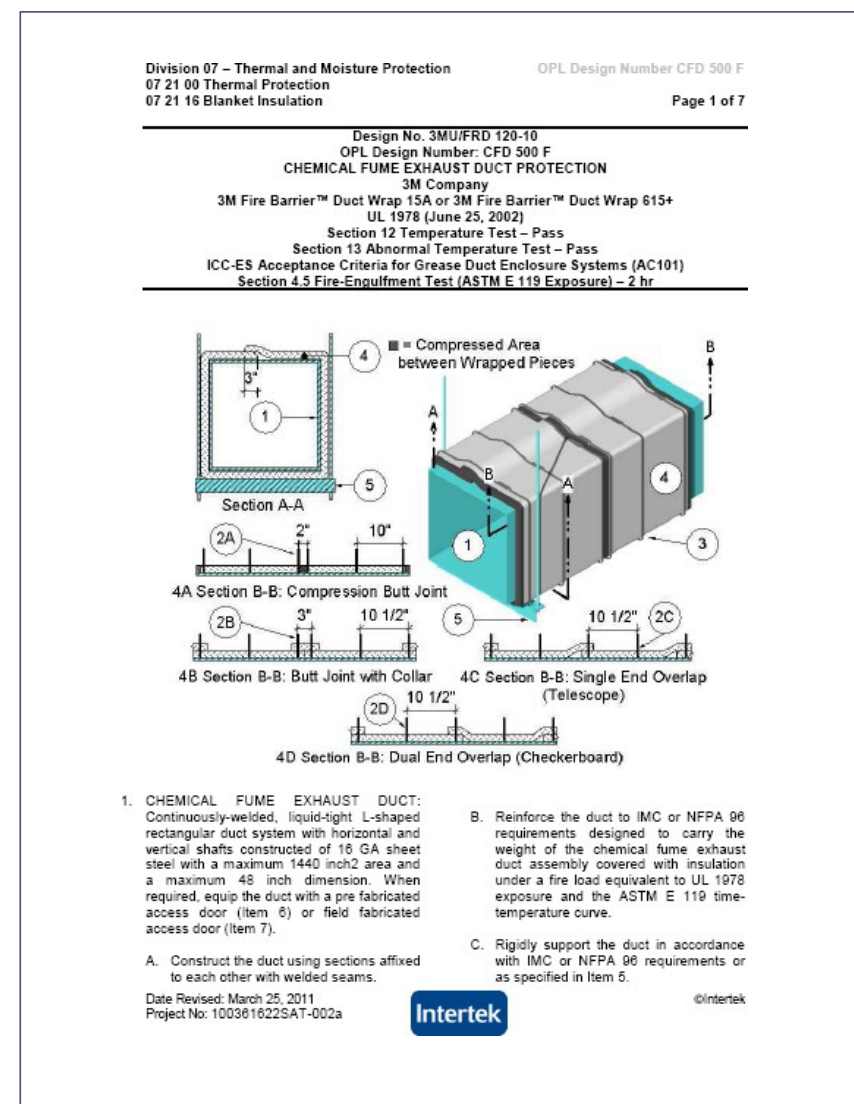 Division 07 – Thermal and Moisture Protection
OPL Design Number CFD 500 F
07 21 00 Thermal Protection
07 21 16 Blanket Insulation
Page 1 of 7
Design No. 3MU/FRD 120-10
OPL Design Number: CFD 500 F
CHEMICAL FUME EXHAUST DUCT PROTECTION
3M Company
3M Fire Barrier™ Duct Wrap 15A or 3M Fire Barrier™ Duct Wrap 615+
UL 1978 (June 25, 2002)
Section 12 Temperature Test – Pass
Section 13 Abnormal Temperature Test – Pass
ICC-ES Acceptance Criteria for Grease Duct Enclosure Systems (AC101)
Section 4.5 Fire-Engulfment Test (ASTM E 119 Exposure) – 2 hr
4
3"
1
5
Section A-A
= Compressed Area
between Wrapped Pieces
B
A
B
A
4
1
3
5
2A
2"
10"
4A Section B-B: Compression Butt Joint
2B
3"
10 1/2"
4B Section B-B: Butt Joint with Collar
10 1/2"
2C
4C Section B-B: Single End Overlap
(Telescope)
2D
10 1/2"
4D Section B-B: Dual End Overlap (Checkerboard)
1. CHEMICAL FUME EXHAUST DUCT:
Continuously-welded, liquid-tight L-shaped
rectangular duct system with horizontal and
vertical shafts constructed of 16 GA sheet
steel with a maximum 1440 inch2 area and
a maximum 48 inch dimension. When
required, equip the duct with a pre fabricated
access door (Item 6) or field fabricated
access door (Item 7).
A. Construct the duct using sections affixed
to each other with welded seams.
B. Reinforce the duct to IMC or NFPA 96
requirements designed to carry the
weight of the chemical fume exhaust
duct assembly covered with insulation
under a fire load equivalent to UL 1978
exposure and the ASTM E 119 time-
temperature curve.
C. Rigidly support the duct in accordance
with IMC or NFPA 96 requirements or
as specified in Item 5.
Date Revised: March 25, 2011
Project No: 100361622SAT-002a
Intertek
©Intertek